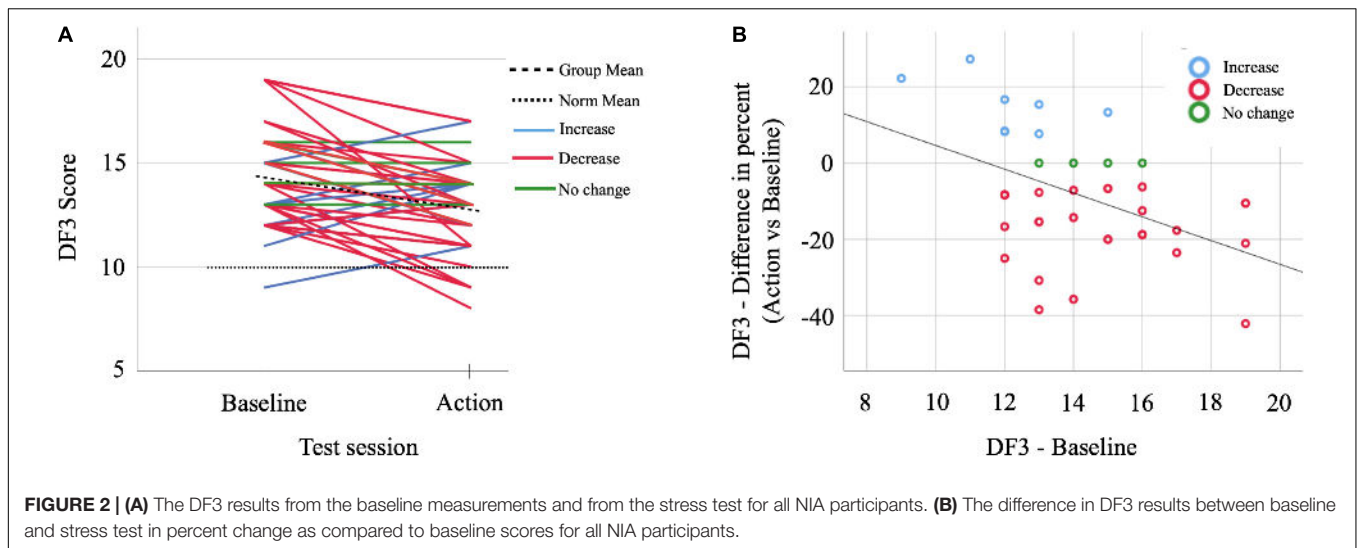 A
20
15
10
5
DF3 Score
Baseline
Action
Test session
Group Mean
Norm Mean
Increase
Decrease
No change
B
20
0
-20
-40
DF3 - Difference in percent
(Action vs Baseline)
8
10
12
14
16
18
20
DF3 - Baseline
Increase
Decrease
No change
FIGURE 2 | (A) The DF3 results from the baseline measurements and from the stress test for all NIA participants. (B) The difference in DF3 results between baseline
and stress test in percent change as compared to baseline scores for all NIA participants.